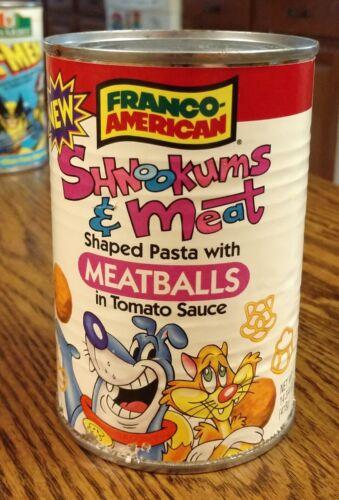 NEW
FRANCO-
AMERICAN
Shnookums
& Meat
Shaped Pasta with
MEATBALLS
in Tomato Sauce